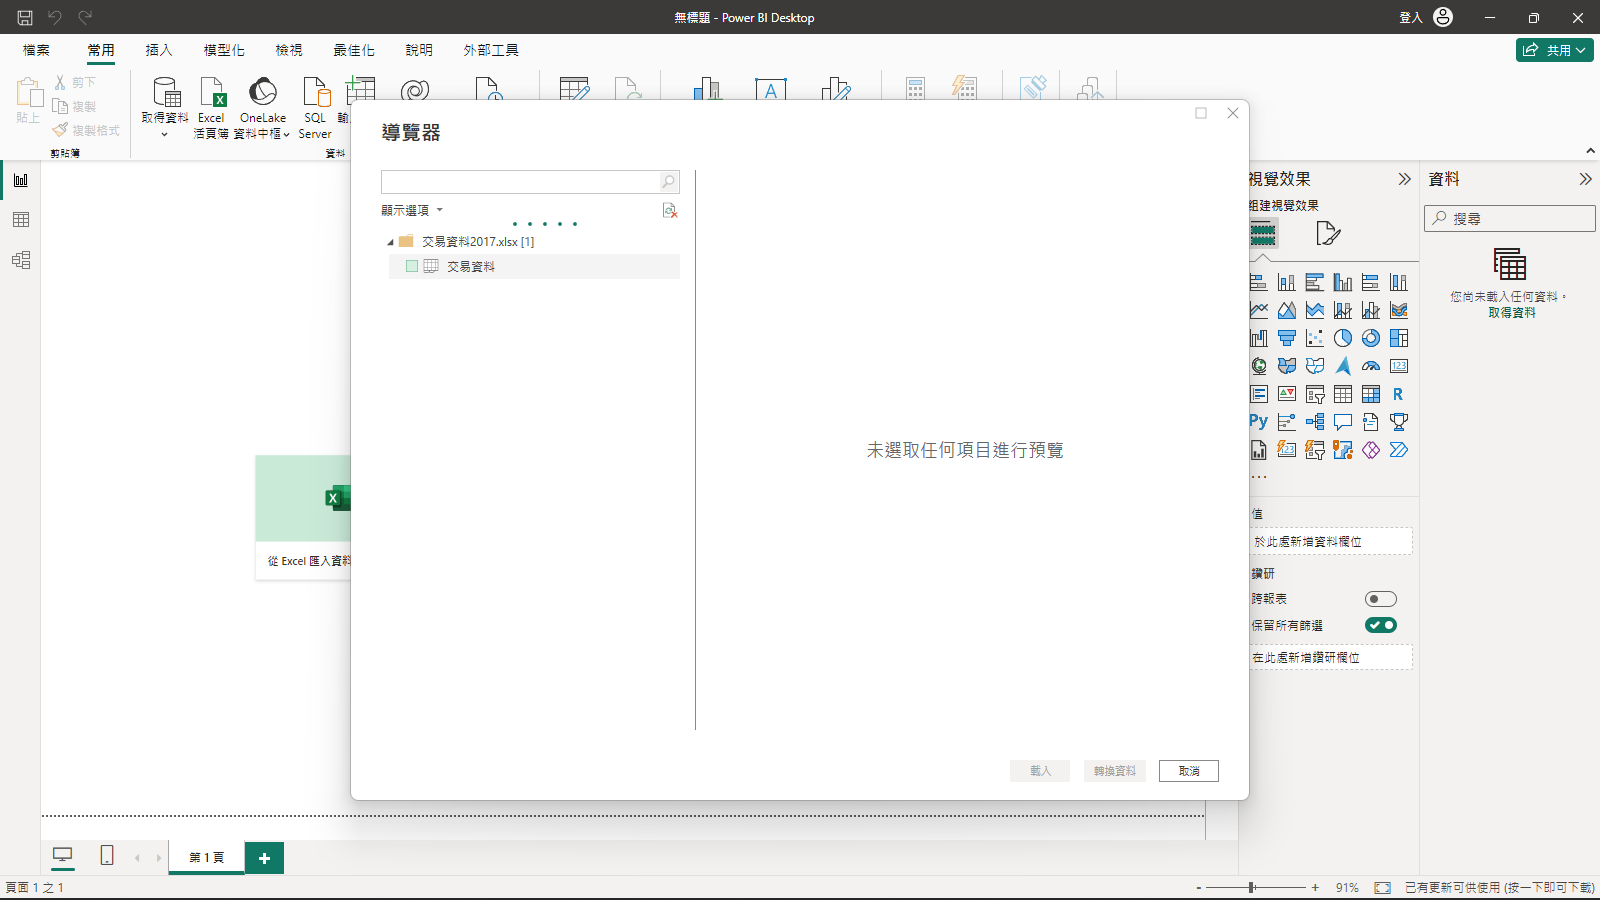 無標題 - Power BI Desktop
登入
檔案
常用
插入
模型化
檢視
最佳化
說明
外部工具
共用
貼上
剪下
複製
複製格式
剪貼簿
取得資料
Excel
活頁簿
OneLake
資料中樞
SQL
Server
資料
導覽器
顯示選項
交易資料2017.xlsx [1]
交易資料
未選取任何項目進行預覽
載入
轉換資料
取消
從 Excel 匯入資料
視覺效果
組建視覺效果
值
於此處新增資料欄位
鑽研
跨報表
保留所有篩選
在此處新增鑽研欄位
資料
搜尋
您尚未載入任何資料。
取得資料
第 1 頁
頁面 1 之 1
- + 91%
已有更新可供使用 (按一下即可下載)